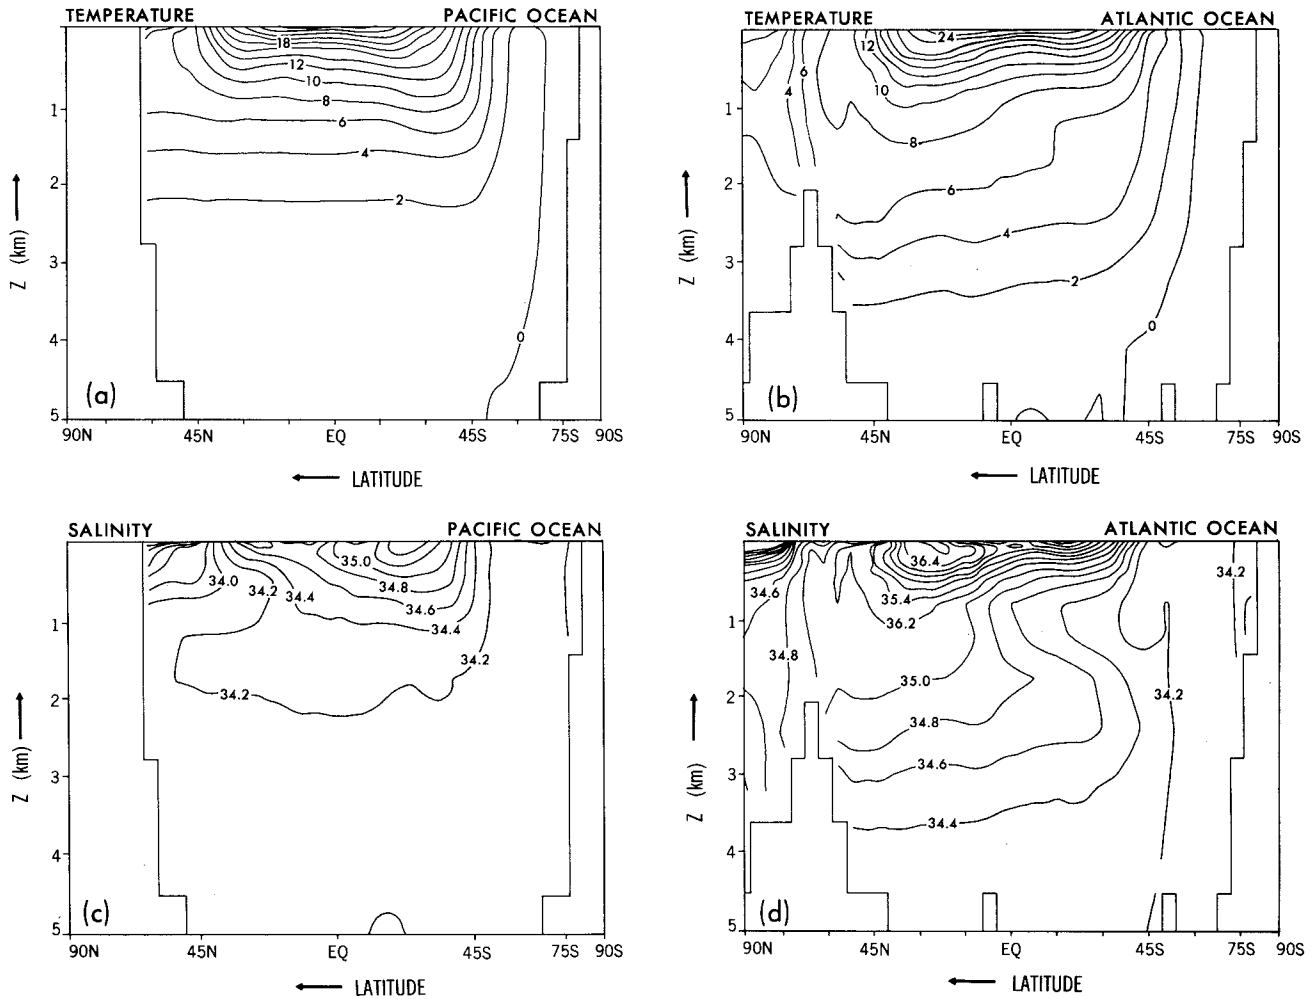 TEMPERATURE PACIFIC OCEAN
18
12
10
8
6
4
2
0
1
2
3
4
5
Z (km)
(a)
90N 45N EQ 45S 75S 90S
LATITUDE
TEMPERATURE ATLANTIC OCEAN
24
12
6
4
10
8
6
4
2
0
1
2
3
4
5
Z (km)
(b)
90N 45N EQ 45S 75S 90S
LATITUDE
SALINITY PACIFIC OCEAN
35.0
34.0
34.2
34.4
34.8
34.6
34.4
34.2
34.2
1
2
3
4
5
Z (km)
(c)
90N 45N EQ 45S 75S 90S
LATITUDE
SALINITY ATLANTIC OCEAN
36.4
34.2
34.6
35.4
36.2
34.8
35.0
34.2
34.8
34.6
34.4
1
2
3
4
5
Z (km)
(d)
90N 45N EQ 45S 75S 90S
LATITUDE